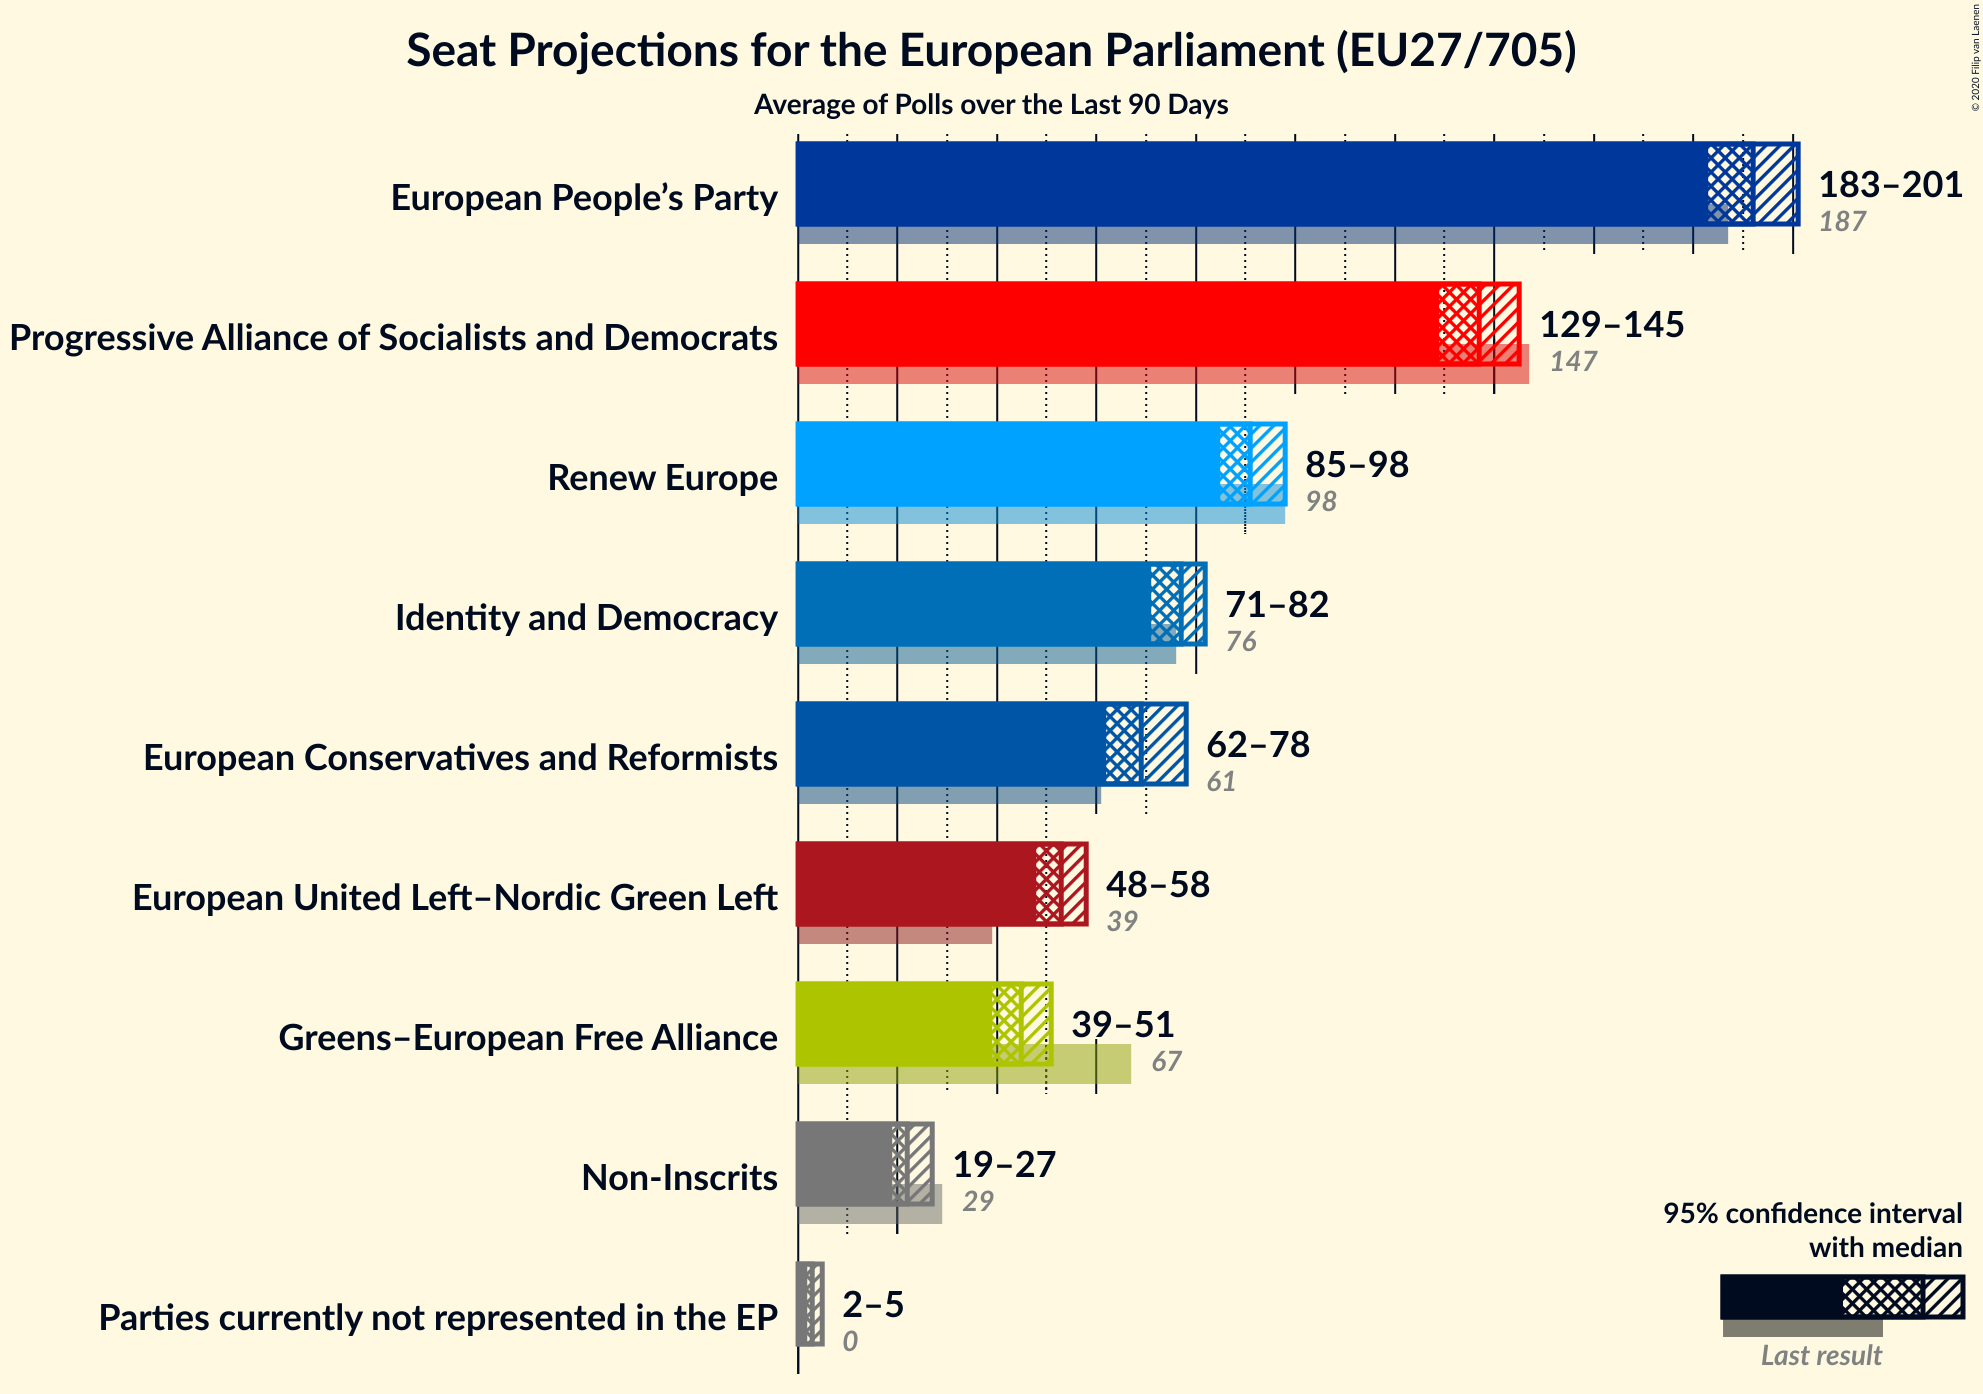 Seat Projections for the European Parliament (EU27/705)
Average of Polls over the Last 90 Days
© 2020 Filip van Laenen
European People’s Party
183–201
187
Progressive Alliance of Socialists and Democrats
129–145
147
Renew Europe
85–98
98
Identity and Democracy
71–82
76
European Conservatives and Reformists
62–78
61
European United Left–Nordic Green Left
48–58
39
Greens–European Free Alliance
39–51
67
Non-Inscrits
19–27
29
Parties currently not represented in the EP
2–5
0
95% confidence interval
with median
Last result